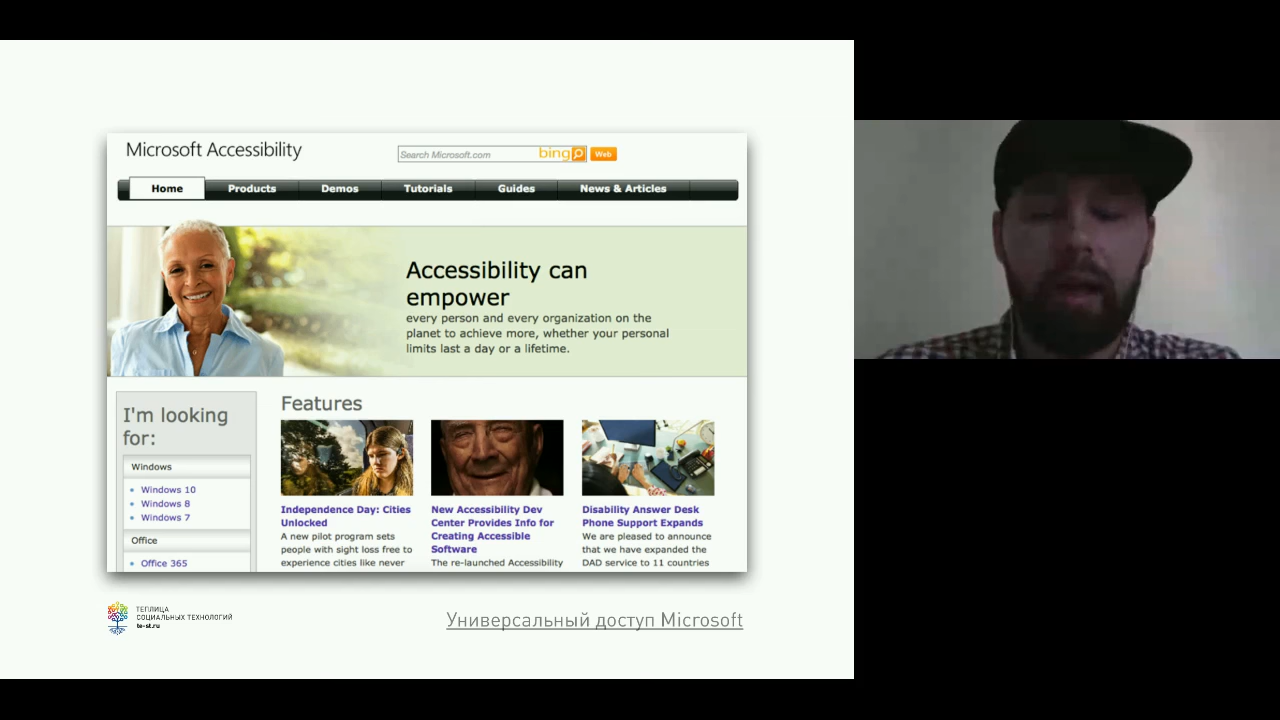 Microsoft Accessibility
Search Microsoft.com
bing
Web
Home
Products
Demos
Tutorials
Guides
News & Articles
Accessibility can
empower
every person and every organization on the
planet to achieve more, whether your personal
limits last a day or a lifetime.
I'm looking
for:
Windows
Windows 10
Windows 8
Windows 7
Office
Office 365
Features
Independence Day: Cities
Unlocked
A new pilot program sets
people with sight loss free to
experience cities like never
New Accessibility Dev
Center Provides Info for
Creating Accessible
Software
The re-launched Accessibility
Disability Answer Desk
Phone Support Expands
We are pleased to announce
that we have expanded the
DAD service to 11 countries
ТЕПЛИЦА
СОЦИАЛЬНЫХ ТЕХНОЛОГИЙ
te-st.ru
Универсальный доступ Microsoft